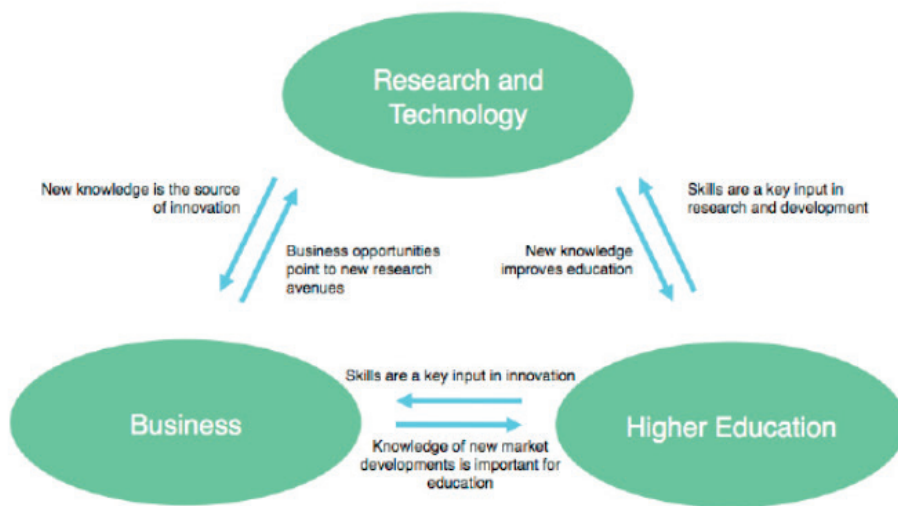 Research and
Technology
New knowledge is the source
of innovation
Business opportunities
point to new research
avenues
New knowledge
improves education
Skills are a key input in
research and development
Business
Skills are a key input in innovation
Knowledge of new market
developments is important for
education
Higher Education